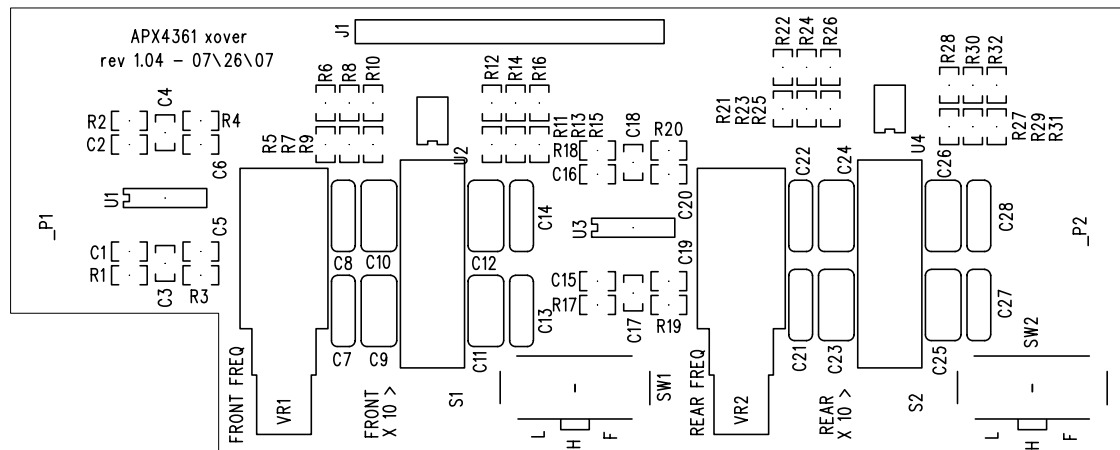 APX4361 xover
rev 1.04 - 07\26\07
J1
R2
C2
C4
R4
C6
U1
_P1
C1
R1
C3
R3
C5
R5
R7
R9
R6
R8
R10
R12
R14
R16
R11
R13
R15
U2
C8
C10
C12
C14
C7
C9
C11
C13
FRONT FREQ
VR1
FRONT
X 10 >
S1
R18
C16
C18
R20
C20
U3
C15
R17
C17
R19
C19
SW1
L
H
F
R21
R23
R25
R22
R24
R26
R28
R30
R32
R27
R29
R31
U4
C22
C24
C26
C28
C21
C23
C25
C27
REAR FREQ
VR2
REAR
X 10 >
S2
SW2
_P2
L
H
F